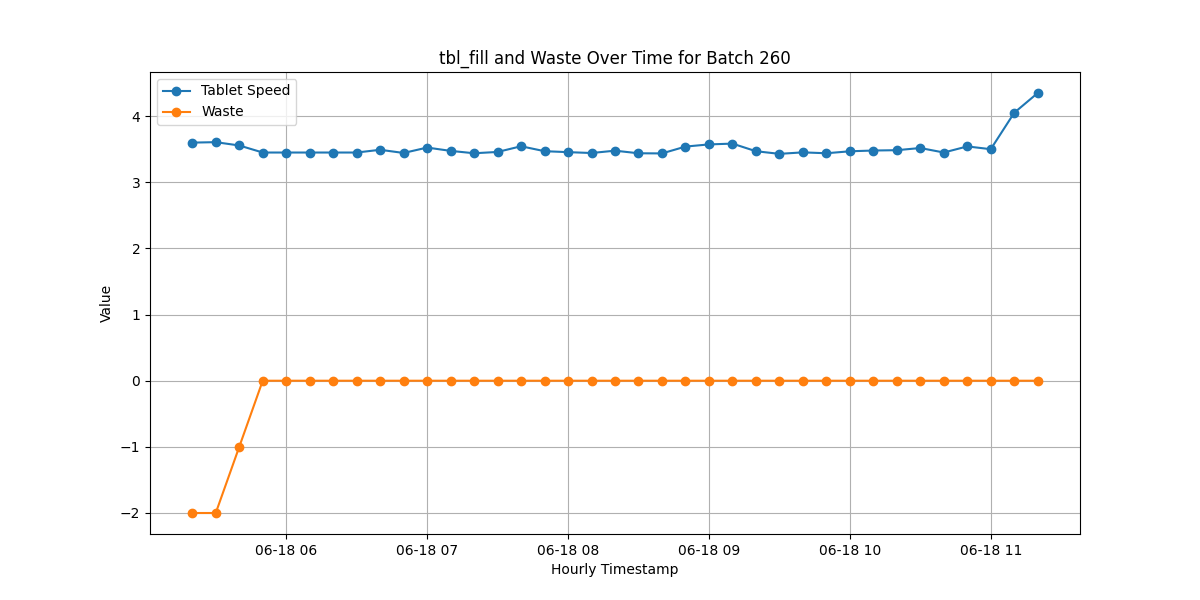 tbl_fill and Waste Over Time for Batch 260
Tablet Speed
Waste
4
3
2
1
0
−1
−2
Value
06-18 06 06-18 07 06-18 08 06-18 09 06-18 10 06-18 11
Hourly Timestamp